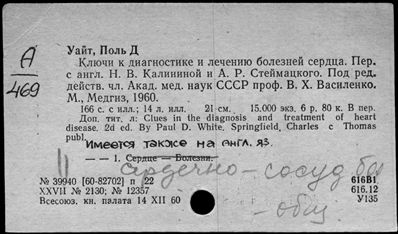 Уайт, Поль Д
А
469
Ключи к диагностике и лечению болезней сердца. Пер.
с англ. Н. В. Калининой и А. Р. Стеймацкого. Под ред.
действ. чл. Акад. мед. наук СССР проф. В. Х. Василенко.
М., Медгиз, 1960.
166 с. с илл.; 14 л. илл. 21 см. 15.000 экз. 6 р. 80 к. В пер.
Доп. тит. л: Clues in the diagnosis and treatment of heart
disease. 2d ed. By Paul D. White, Springfield, Charles c Thomas
publ.
Имеется также на англ. яз.
— — 1. Сердце — Болезни.
сердечно - сосуд
общ
№ 39940 [60-82702] п 22 616В1
XXVII № 2130; № 12357 616.12
Всесоюз. кн. палата 14 XII 60 У135